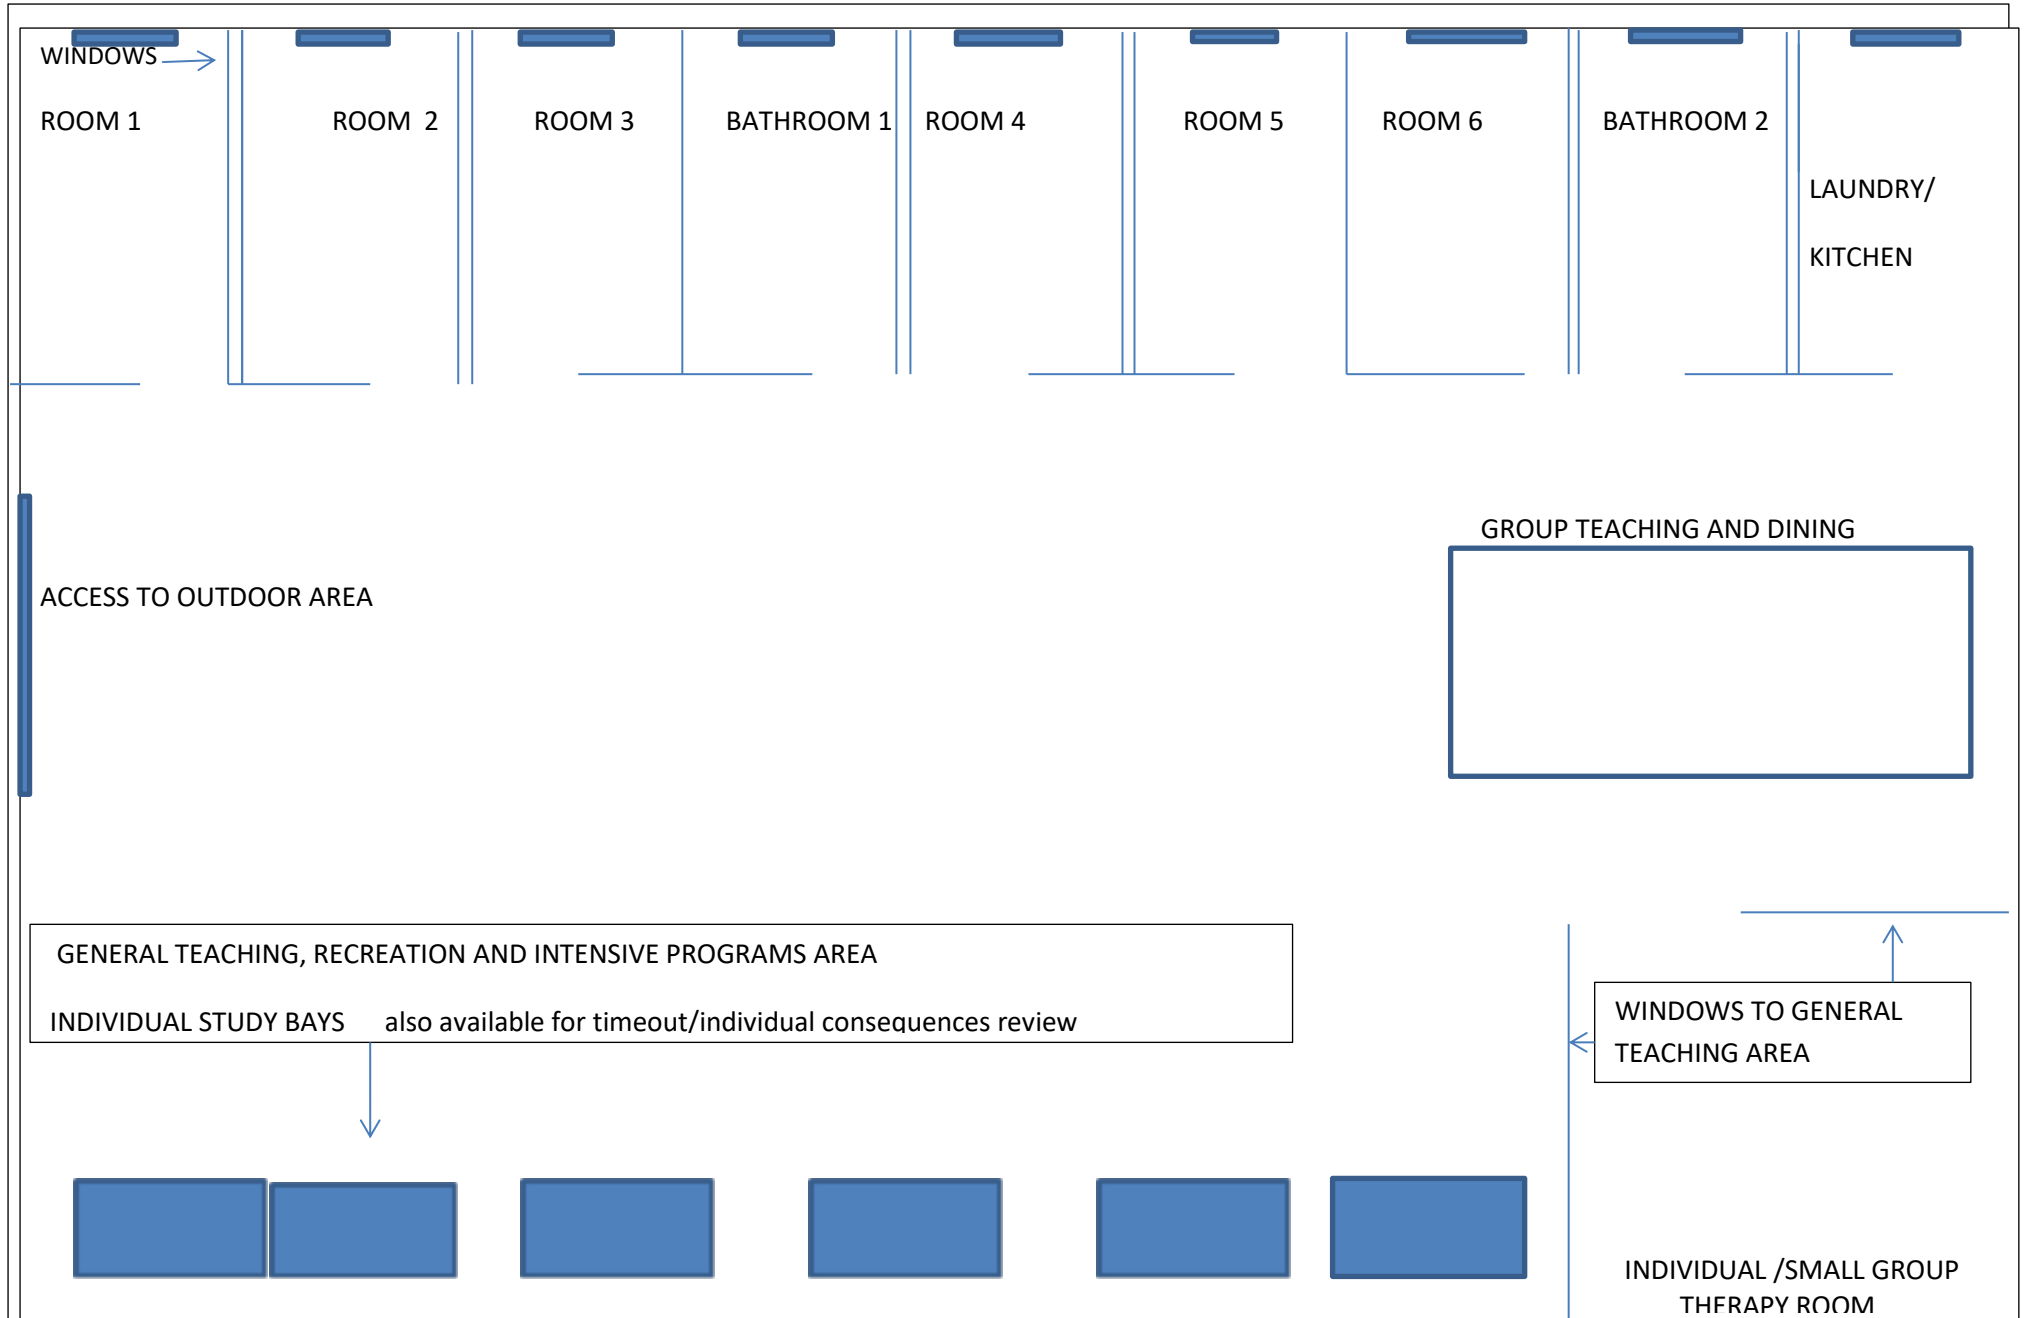 WINDOWS
ROOM 1
ROOM 2
ROOM 3
BATHROOM 1
ROOM 4
ROOM 5
ROOM 6
BATHROOM 2
LAUNDRY/
KITCHEN
GROUP TEACHING AND DINING
ACCESS TO OUTDOOR AREA
GENERAL TEACHING, RECREATION AND INTENSIVE PROGRAMS AREA
INDIVIDUAL STUDY BAYS also available for timeout/individual consequences review
WINDOWS TO GENERAL
TEACHING AREA
INDIVIDUAL /SMALL GROUP
THERAPY ROOM